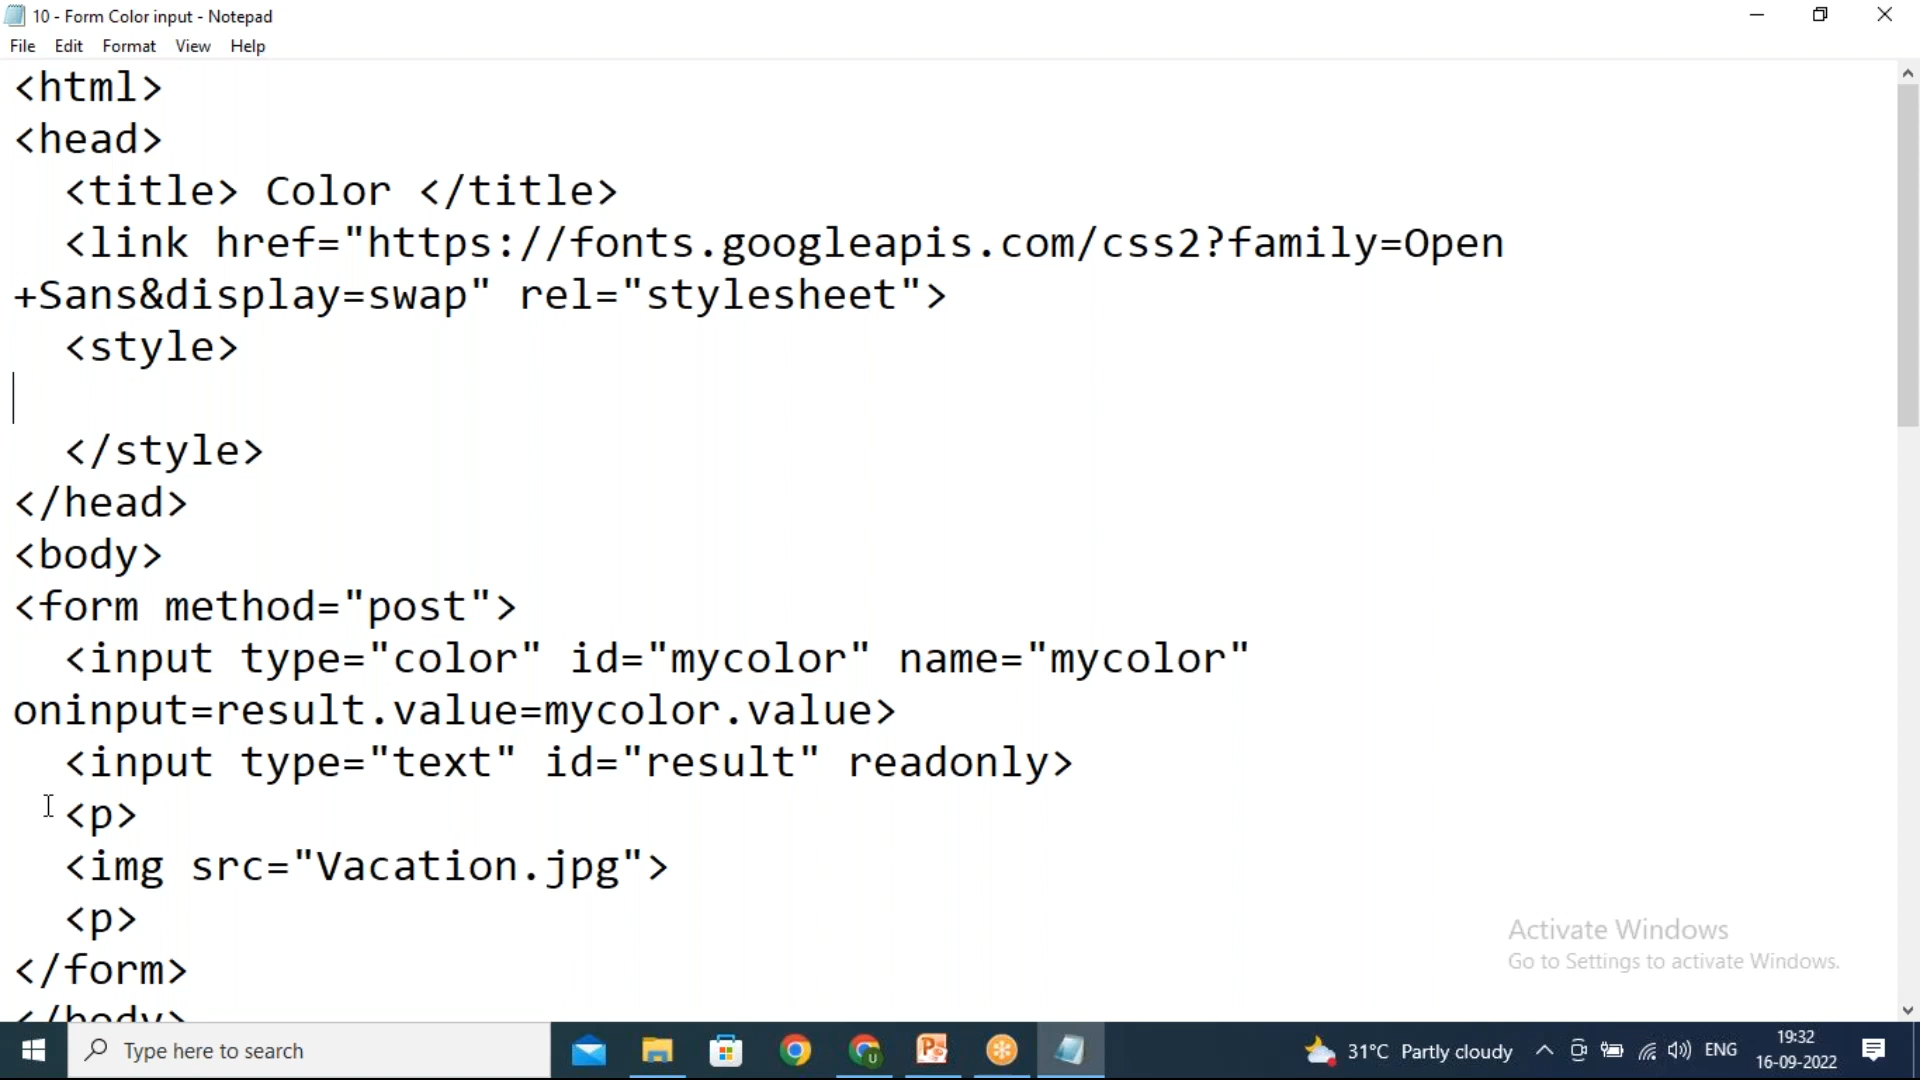 10 - Form Color input - Notepad
File Edit Format View Help
<html>
<head>
  <title> Color </title>
  <link href="https://fonts.googleapis.com/css2?family=Open
+Sans&display=swap" rel="stylesheet">
  <style>
  </style>
</head>
<body>
<form method="post">
  <input type="color" id="mycolor" name="mycolor"
oninput=result.value=mycolor.value>
  <input type="text" id="result" readonly>
  <p>
  <img src="Vacation.jpg">
  <p>
</form>
</body>
Activate Windows
Go to Settings to activate Windows.
Type here to search
31°C Partly cloudy
ENG
19:32
16-09-2022